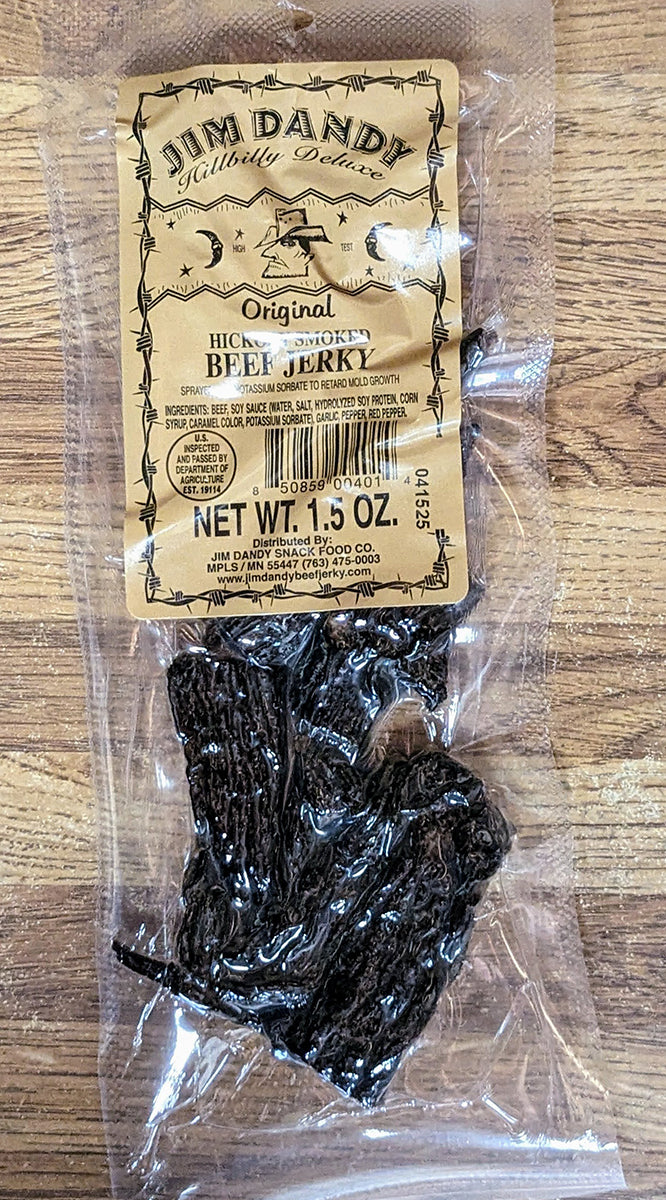 JIM DANDY
Hillbilly Deluxe
HIGH TEST
Original
SMOKED
BEEF JERKY
POTASSIUM SORBATE TO RETARD MOLD GROWTH
INGREDIENTS: BEEF, SOY SAUCE (WATER, SALT, HYDROLYZED SOY PROTEIN, CORN
SYRUP, CARAMEL COLOR, POTASSIUM SORBATE), GARLIC, PEPPER, RED PEPPER.
U.S.
INSPECTED
AND PASSED BY
DEPARTMENT OF
AGRICULTURE
EST. 19114
8 50859 00401 4
041525
NET WT. 1.5 OZ.
Distributed By:
JIM DANDY SNACK FOOD CO.
MPLS / MN 55447 (763) 475-0003
www.jimdandybeefjerky.com